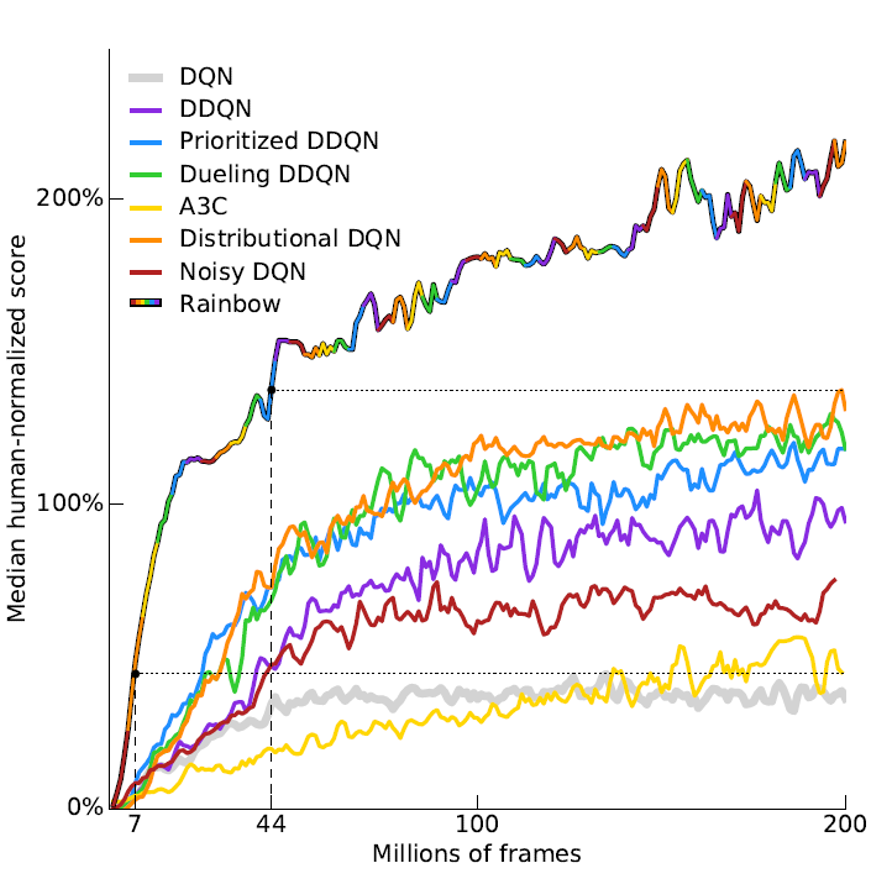 DQN
DDQN
Prioritized DDQN
Dueling DDQN
A3C
Distributional DQN
Noisy DQN
Rainbow
200%
100%
0%
Median human-normalized score
7 44 100 200
Millions of frames